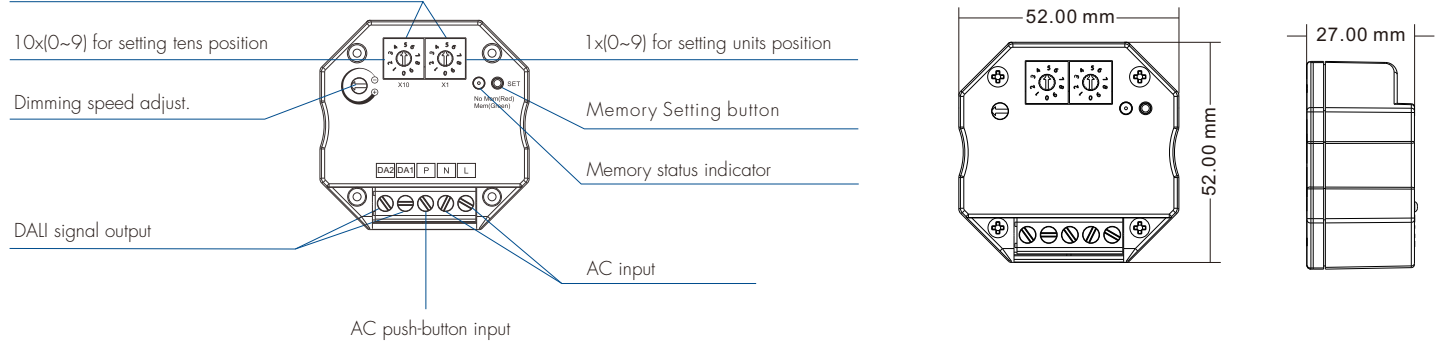 52.00 mm
10x(0~9) for setting tens position
1x(0~9) for setting units position
27.00 mm
X10
X1
SET
No Mem(Red)
Mem(Green)
Dimming speed adjust.
Memory Setting button
52.00 mm
Memory status indicator
DA2 DA1 P N L
DALI signal output
AC input
AC push-button input